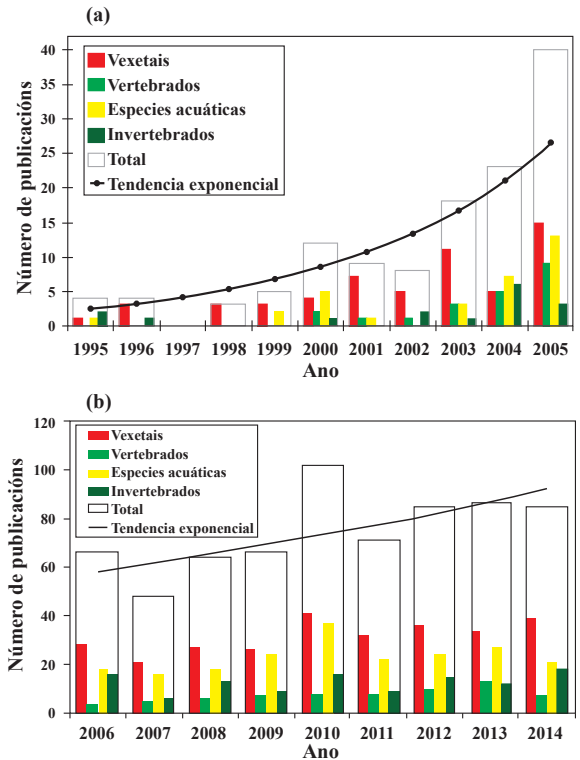 (a)
Número de publicacións
40
35
30
25
20
15
10
5
0
Vexetais
Vertebrados
Especies acuáticas
Invertebrados
Total
Tendencia exponencial
1995 1996 1997 1998 1999 2000 2001 2002 2003 2004 2005
Ano
(b)
Número de publicacións
120
100
80
60
40
20
0
Vexetais
Vertebrados
Especies acuáticas
Invertebrados
Total
Tendencia exponencial
2006 2007 2008 2009 2010 2011 2012 2013 2014
Ano